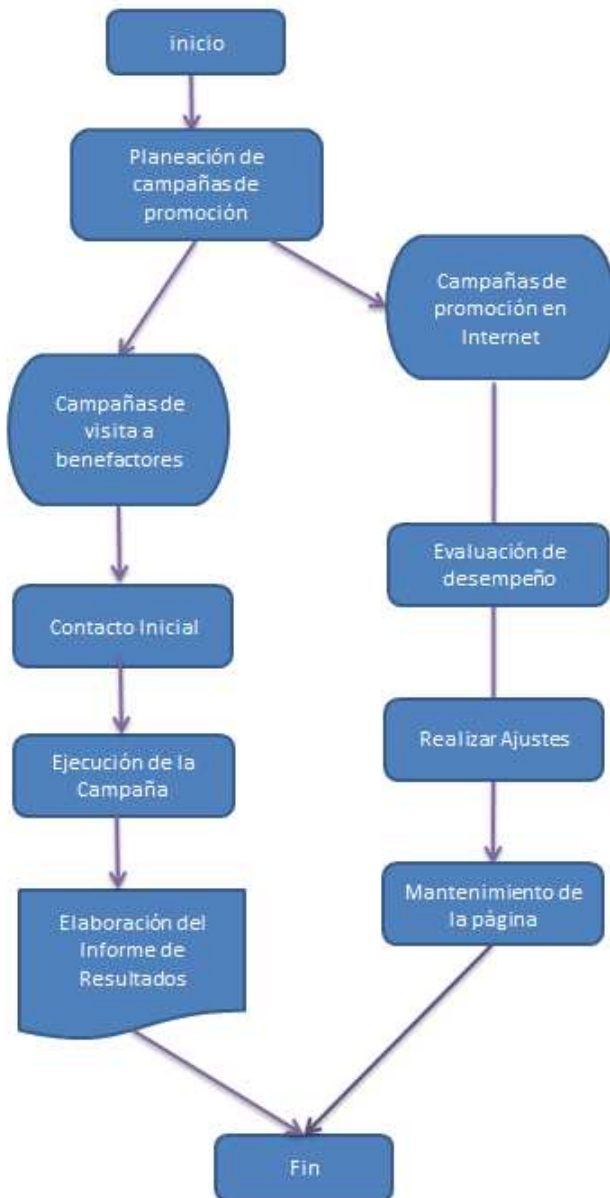 inicio
Planeación de
campañas de
promoción
Campañas de
promoción en
Internet
Campañas de
visita a
benefactores
Evaluación de
desempeño
Contacto Inicial
Realizar Ajustes
Ejecución de la
Campaña
Mantenimiento de
la página
Elaboración del
Informe de
Resultados
Fin